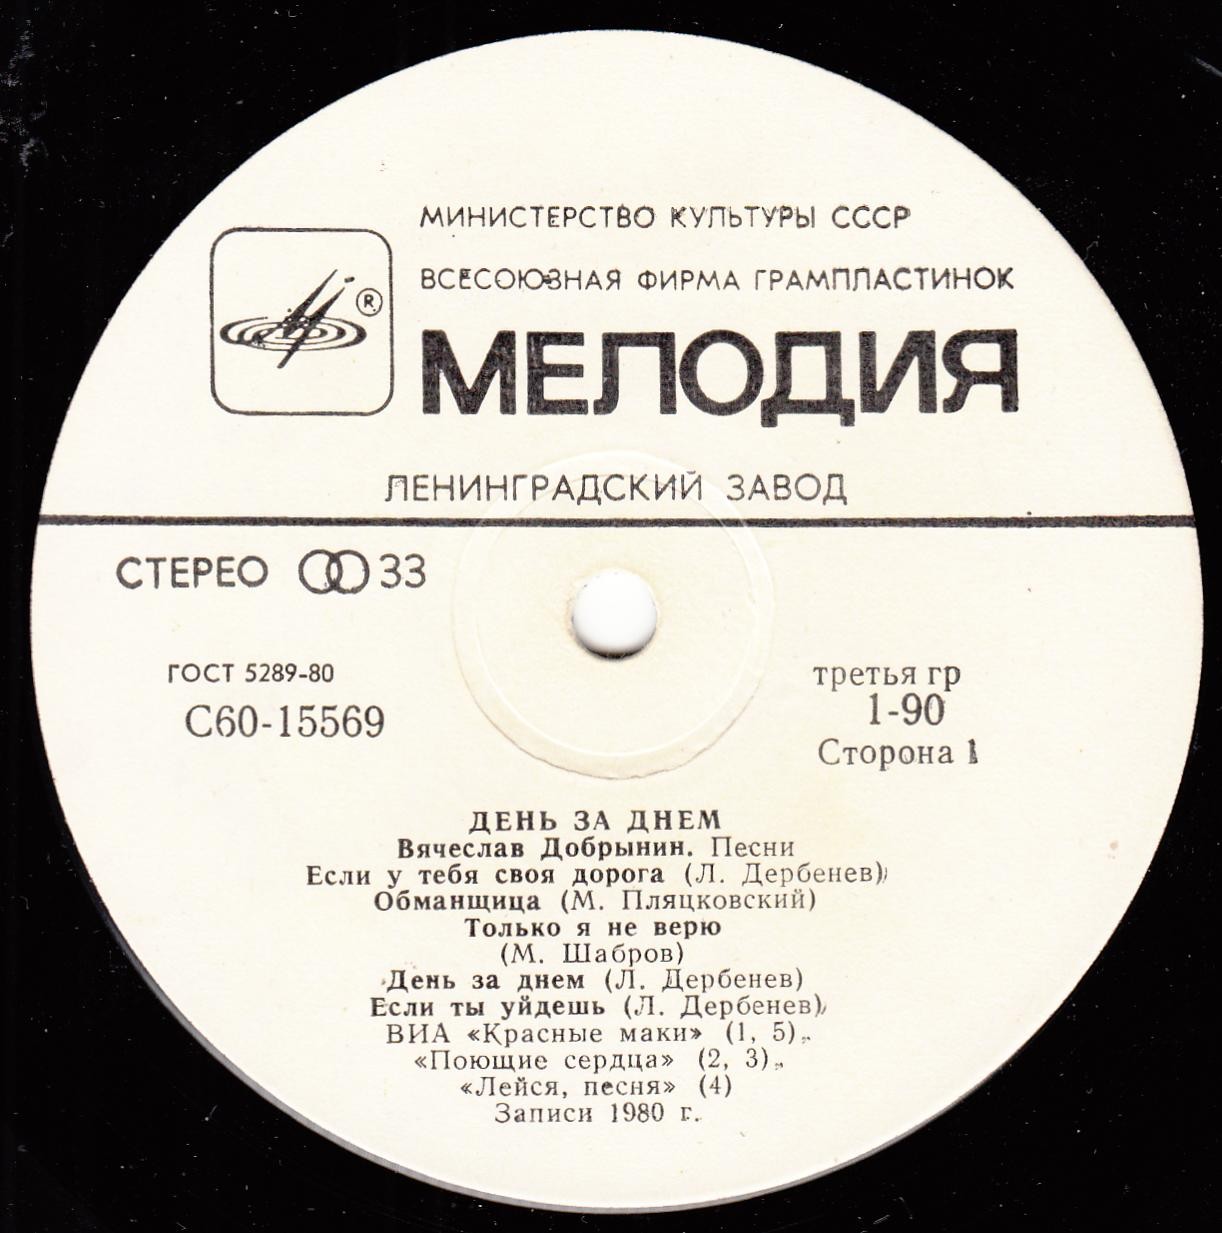 МИНИСТЕРСТВО КУЛЬТУРЫ СССР
ВСЕСОЮЗНАЯ ФИРМА ГРАМПЛАСТИНОК
®
МЕЛОДИЯ
ЛЕНИНГРАДСКИЙ ЗАВОД
СТЕРЕО 33
ГОСТ 5289-80
С60-15569
третья гр
1-90
Сторона 1
ДЕНЬ ЗА ДНЕМ
Вячеслав Добрынин. Песни
Если у тебя своя дорога (Л. Дербенев)
Обманщица (М. Пляцковский)
Только я не верю
(М. Шабров)
День за днем (Л. Дербенев)
Если ты уйдешь (Л. Дербенев)
ВИА «Красные маки» (1, 5),
«Поющие сердца» (2, 3),
«Лейся, песня» (4)
Записи 1980 г.